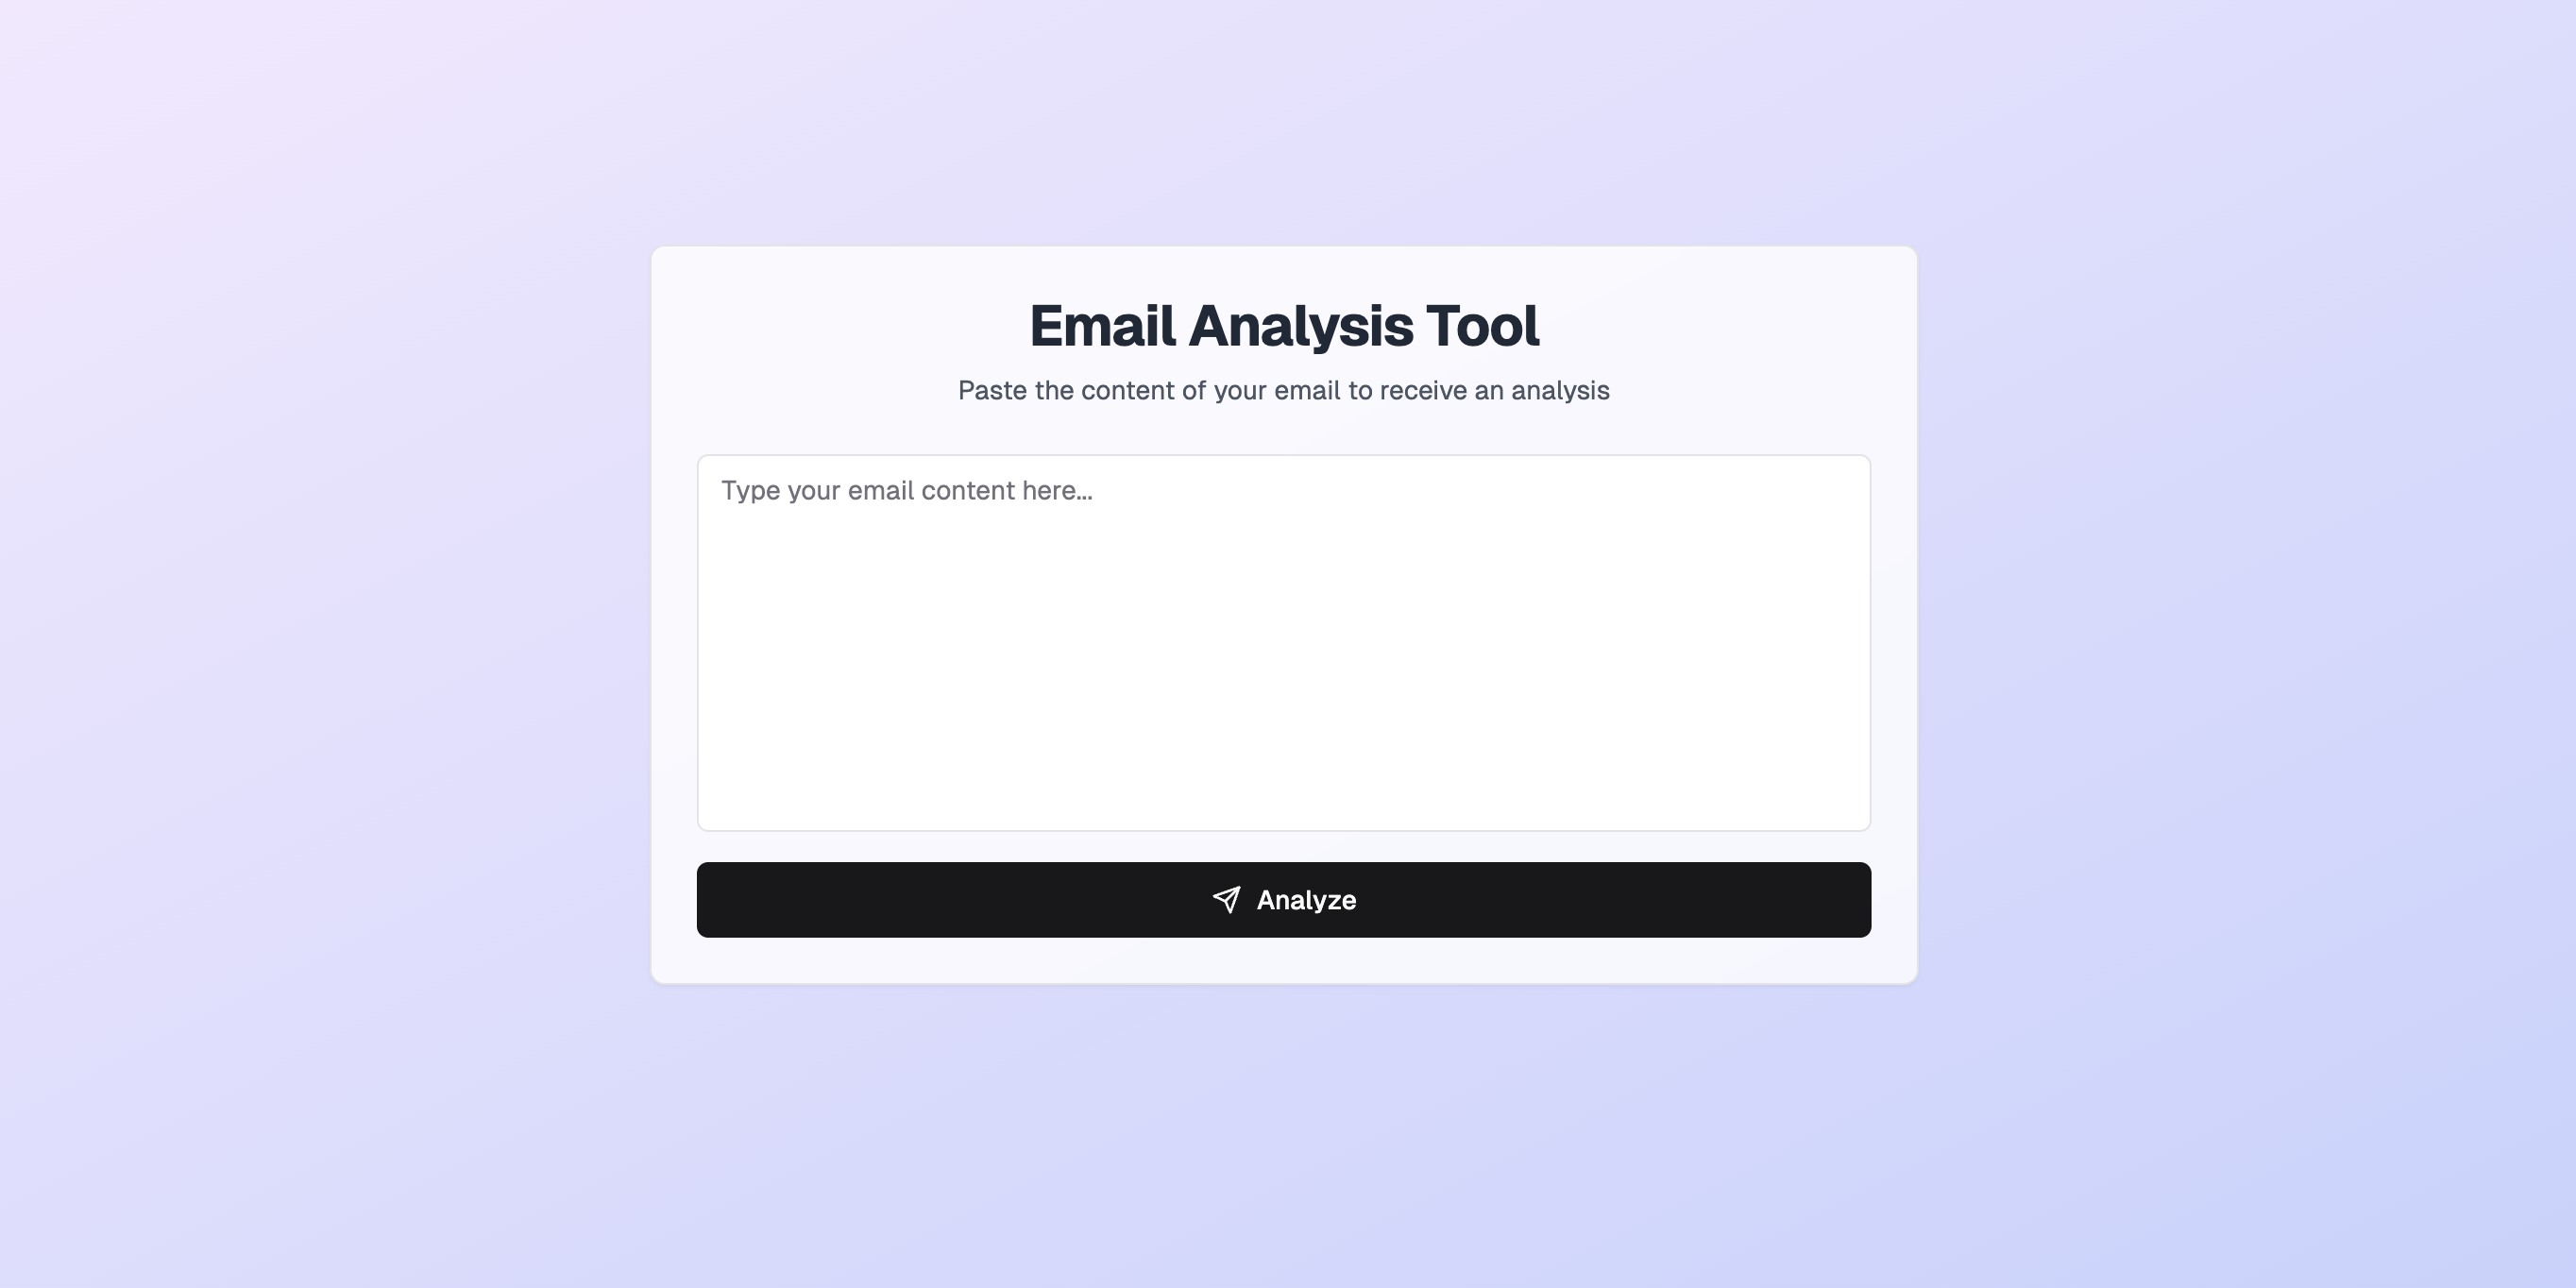 Email Analysis Tool
Paste the content of your email to receive an analysis
Type your email content here...
Analyze